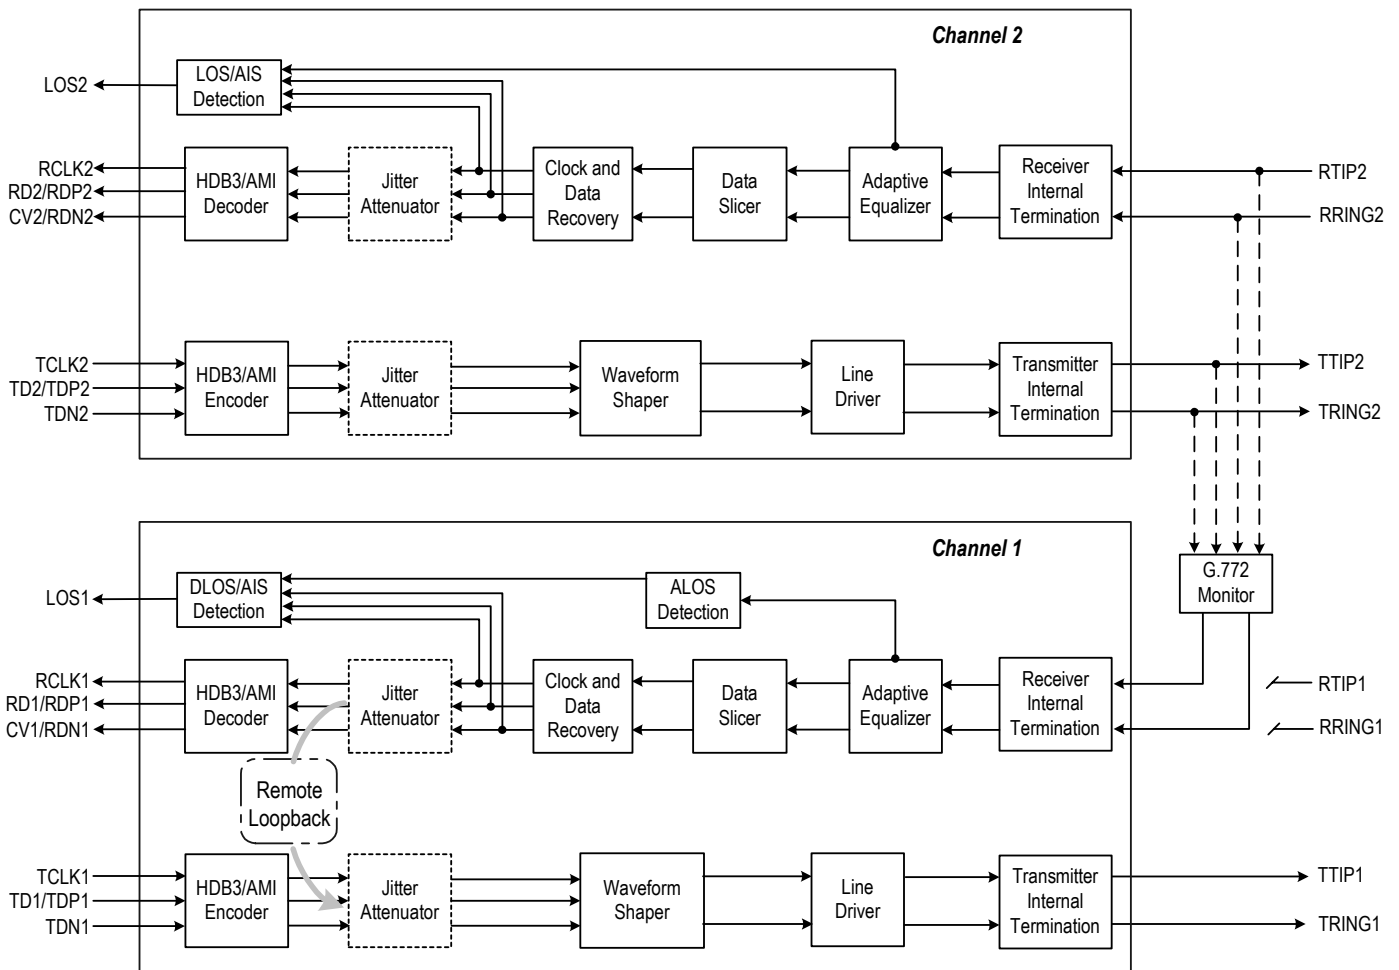 Channel 2
LOS/AIS
Detection
LOS2
RCLK2
RD2/RDP2
CV2/RDN2
HDB3/AMI
Decoder
Jitter
Attenuator
Clock and
Data
Recovery
Data
Slicer
Adaptive
Equalizer
Receiver
Internal
Termination
RTIP2
RRING2
TCLK2
TD2/TDP2
TDN2
HDB3/AMI
Encoder
Jitter
Attenuator
Waveform
Shaper
Line
Driver
Transmitter
Internal
Termination
TTIP2
TRING2
Channel 1
G.772
Monitor
LOS1
DLOS/AIS
Detection
ALOS
Detection
RCLK1
RD1/RDP1
CV1/RDN1
HDB3/AMI
Decoder
Jitter
Attenuator
Clock and
Data
Recovery
Data
Slicer
Adaptive
Equalizer
Receiver
Internal
Termination
RTIP1
RRING1
Remote
Loopback
TCLK1
TD1/TDP1
TDN1
HDB3/AMI
Encoder
Jitter
Attenuator
Waveform
Shaper
Line
Driver
Transmitter
Internal
Termination
TTIP1
TRING1